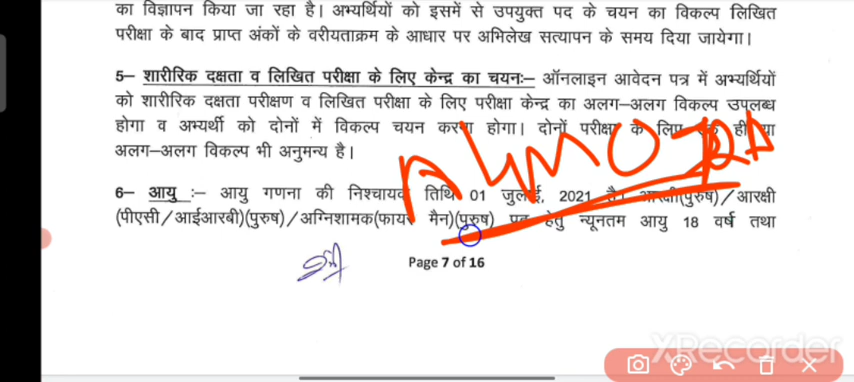 का विज्ञापन किया जा रहा है। अभ्यर्थियों को इसमें से उपयुक्त पद के चयन का विकल्प लिखित
परीक्षा के बाद प्राप्त अंकों के वरीयताक्रम के आधार पर अभिलेख सत्यापन के समय दिया जायेगा।
5– शारीरिक दक्षता व लिखित परीक्षा के लिए केन्द्र का चयनः– ऑनलाइन आवेदन पत्र में अभ्यर्थियों
को शारीरिक दक्षता परीक्षण व लिखित परीक्षा के लिए परीक्षा केन्द्र का अलग–अलग विकल्प उपलब्ध
होगा व अभ्यर्थी को दोनों में विकल्प चयन करना होगा। दोनों परीक्षा के लिए एक ही या
अलग–अलग विकल्प भी अनुमन्य है।
ALMORA
6– आयु :– आयु गणना की निश्चायक तिथि 01 जुलाई, 2021 है। आरक्षी(पुरुष)/आरक्षी
(पीएसी/आईआरबी)(पुरुष)/अग्निशामक(फायर मैन)(पुरुष) पद हेतु न्यूनतम आयु 18 वर्ष तथा
Page 7 of 16
XRecorder